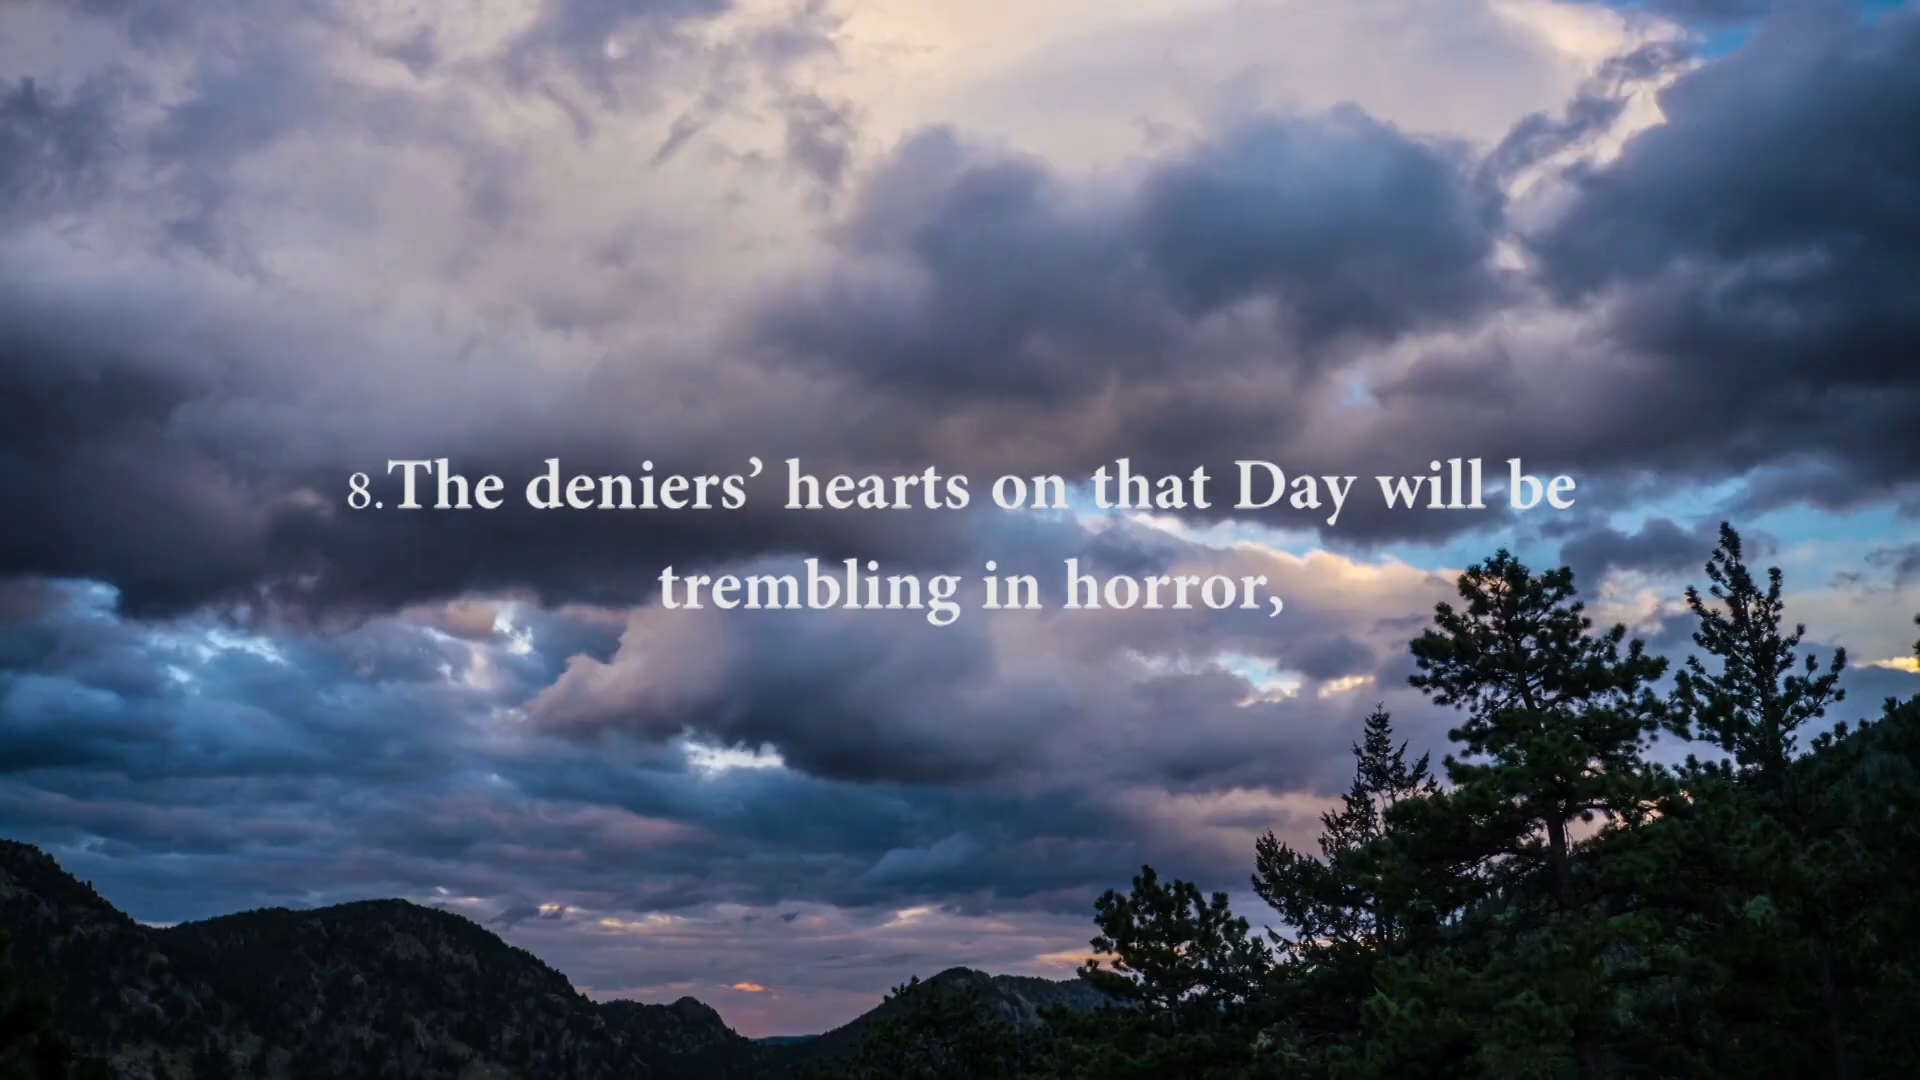 8.The deniers’ hearts on that Day will be
trembling in horror,